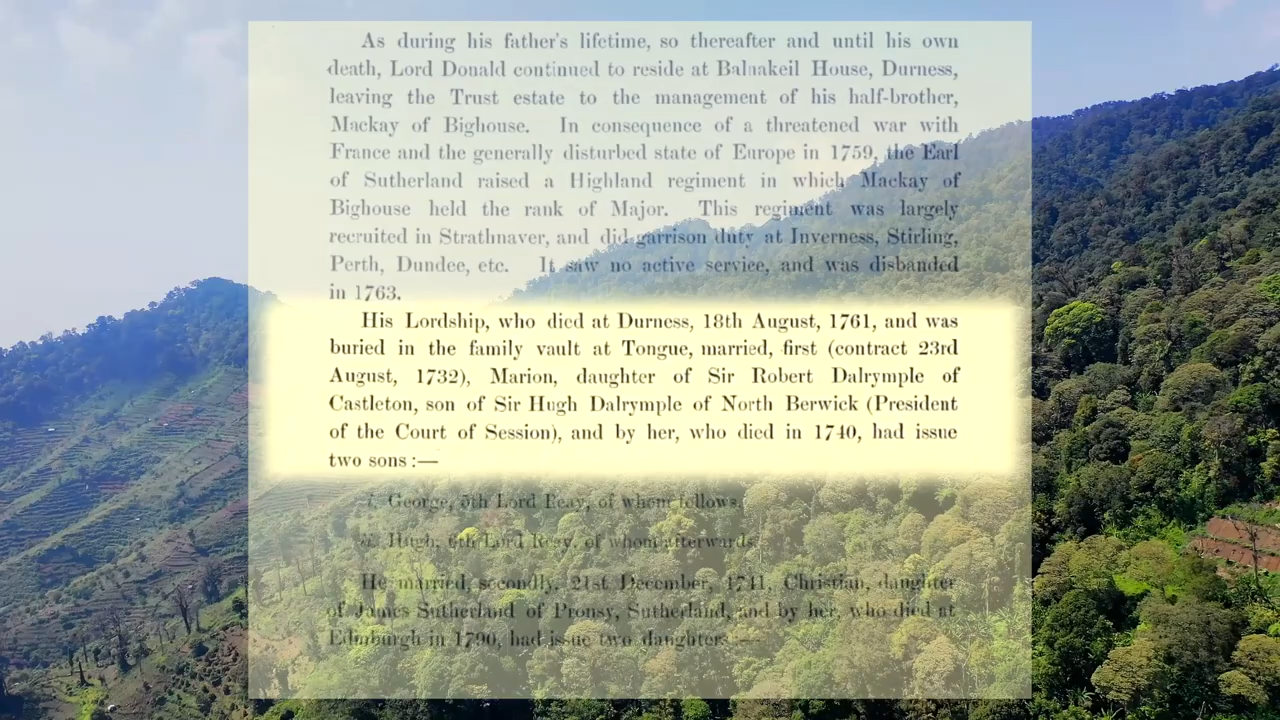 As during his father's lifetime, so thereafter and until his own
death, Lord Donald continued to reside at Balnakeil House, Durness,
leaving the Trust estate to the management of his half-brother,
Mackay of Bighouse. In consequence of a threatened war with
France and the generally disturbed state of Europe in 1759, the Earl
of Sutherland raised a Highland regiment in which Mackay of
Bighouse held the rank of Major. This regiment was largely
recruited in Strathnaver, and did garrison duty at Inverness, Stirling,
Perth, Dundee, etc. It saw no active service, and was disbanded
in 1763.
His Lordship, who died at Durness, 18th August, 1761, and was
buried in the family vault at Tongue, married, first (contract 23rd
August, 1732), Marion, daughter of Sir Robert Dalrymple of
Castleton, son of Sir Hugh Dalrymple of North Berwick (President
of the Court of Session), and by her, who died in 1740, had issue
two sons :—
i. George, 5th Lord Reay, of whom follows.
ii. Hugh, 6th Lord Reay, of whom afterwards.
He married, secondly, 21st December, 1741, Christian, daughter
of James Sutherland of Pronsy, Sutherland, and by her, who died at
Edinburgh in 1790, had issue two daughters :—